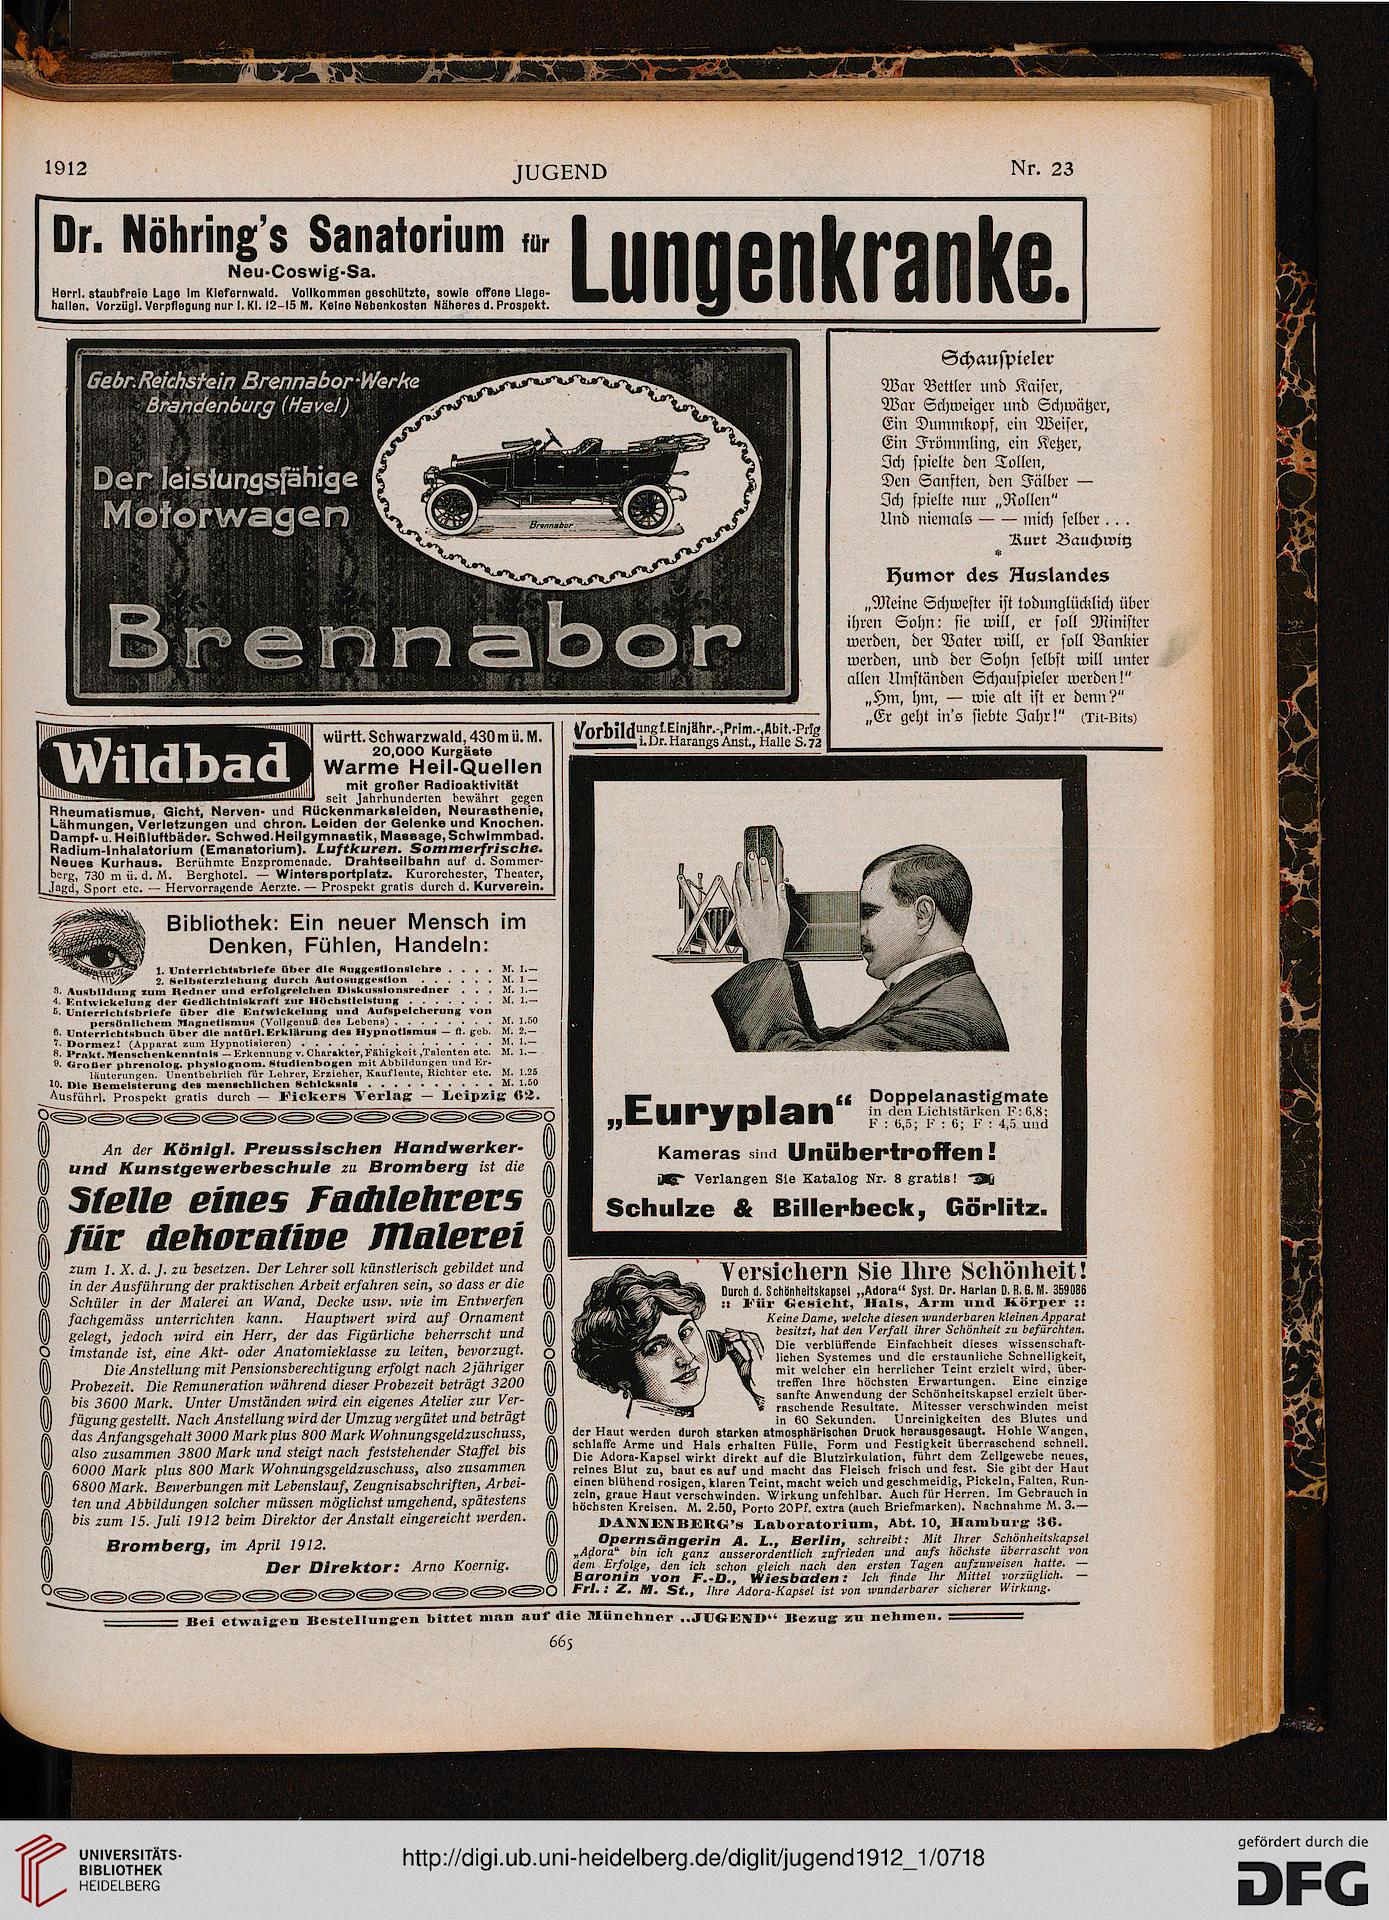 1912
JUGEND
Nr. 23
Dr. Nöhring's Sanatorium für Lungenkranke.
Neu-Coswig-Sa.
Herrl. staubfreie Lage im Kiefernwald. Vollkommen geschützte, sowie offene Liege-
hallen. Vorzügl. Verpflegung nur I. Kl. 12–15 M. Keine Nebenkosten Näheres d. Prospekt.
Gebr. Reichstein Brennabor-Werke
Brandenburg (Havel)
Der leistungsfähige
Motorwagen
Brennabor
Brennabor
Schauspieler
War Bettler und Kaiser,
War Schweiger und Schwätzer,
Ein Dummkopf, ein Weiser,
Ein Frömmling, ein Ketzer,
Ich spielte den Tollen,
Den Sanften, den Fälber —
Ich spielte nur „Rollen“
Und niemals — — mich selber . . .
Kurt Bauchwitz
*
Humor des Auslandes
„Meine Schwester ist todunglücklich über
ihren Sohn: sie will, er soll Minister
werden, der Vater will, er soll Bankier
werden, und der Sohn selbst will unter
allen Umständen Schauspieler werden!“
„Hm, hm, — wie alt ist er denn?“
„Er geht in's siebte Jahr!“ (Tit-Bits)
Wildbad
württ. Schwarzwald, 430 m ü. M.
20,000 Kurgäste
Warme Heil-Quellen
mit großer Radioaktivität
seit Jahrhunderten bewährt gegen
Rheumatismus, Gicht, Nerven- und Rückenmarksleiden, Neurasthenie,
Lähmungen, Verletzungen und chron. Leiden der Gelenke und Knochen.
Dampf- u. Heißluftbäder. Schwed. Heilgymnastik, Massage, Schwimmbad.
Radium-Inhalatorium (Emanatorium). Luftkuren. Sommerfrische.
Neues Kurhaus. Berühmte Enzpromenade. Drahtseilbahn auf d. Sommer-
berg, 730 m ü. d. M. Berghotel. — Wintersportplatz. Kurorchester, Theater,
Jagd, Sport etc. — Hervorragende Aerzte. — Prospekt gratis durch d. Kurverein.
Vorbildung f. Einjähr.-, Prim.-, Abit.-Prfg
i. Dr. Harangs Anst., Halle S. 72
Bibliothek: Ein neuer Mensch im
Denken, Fühlen, Handeln:
1. Unterrichtsbriefe über die Suggestionslehre . . . . M. 1.—
2. Selbsterziehung durch Autosuggestion . . . . . . M. 1 —
3. Ausbildung zum Redner und erfolgreichen Diskussionsredner . . . M. 1.—
4. Entwickelung der Gedächtniskraft zur Höchstleistung . . . . . . . M. 1.—
5. Unterrichtsbriefe über die Entwickelung und Aufspeicherung von
persönlichem Magnetismus (Vollgenuß des Lebens) . . . . . . . . M. 1.50
6. Unterrichtsbuch über die natürl. Erklärung des Hypnotismus — ff. geb. M. 2.—
7. Dormez! (Apparat zum Hypnotisieren) . . . . . . . . . . . . . . . M. 1.—
8. Prakt. Menschenkenntnis — Erkennung v. Charakter, Fähigkeit, Talenten etc. M. 1.—
9. Großer phrenolog. physiognom. Studienbogen mit Abbildungen und Er-
läuterungen. Unentbehrlich für Lehrer, Erzieher, Kaufleute, Richter etc. M. 1.25
10. Die Bemeisterung des menschlichen Schicksals . . . . . . . . . . M. 1.50
Ausführl. Prospekt gratis durch — Fickers Verlag — Leipzig 62.
„Euryplan“ Doppelanastigmate
in den Lichtstärken F: 6,8;
F : 6,5; F : 6; F : 4,5 und
Kameras sind Unübertroffen!
Verlangen Sie Katalog Nr. 8 gratis!
Schulze & Billerbeck, Görlitz.
An der Königl. Preussischen Handwerker-
und Kunstgewerbeschule zu Bromberg ist die
Stelle eines Fachlehrers
für dekorative Malerei
zum 1. X. d. J. zu besetzen. Der Lehrer soll künstlerisch gebildet und
in der Ausführung der praktischen Arbeit erfahren sein, so dass er die
Schüler in der Malerei an Wand, Decke usw. wie im Entwerfen
fachgemäss unterrichten kann. Hauptwert wird auf Ornament
gelegt, jedoch wird ein Herr, der das Figürliche beherrscht und
imstande ist, eine Akt- oder Anatomieklasse zu leiten, bevorzugt.
Die Anstellung mit Pensionsberechtigung erfolgt nach 2jähriger
Probezeit. Die Remuneration während dieser Probezeit beträgt 3200
bis 3600 Mark. Unter Umständen wird ein eigenes Atelier zur Ver-
fügung gestellt. Nach Anstellung wird der Umzug vergütet und beträgt
das Anfangsgehalt 3000 Mark plus 800 Mark Wohnungsgeldzuschuss,
also zusammen 3800 Mark und steigt nach feststehender Staffel bis
6000 Mark plus 800 Mark Wohnungsgeldzuschuss, also zusammen
6800 Mark. Bewerbungen mit Lebenslauf, Zeugnisabschriften, Arbei-
ten und Abbildungen solcher müssen möglichst umgehend, spätestens
bis zum 15. Juli 1912 beim Direktor der Anstalt eingereicht werden.
Bromberg, im April 1912.
Der Direktor: Arno Koernig.
Versichern Sie Ihre Schönheit!
Durch d. Schönheitskapsel „Adora“ Syst. Dr. Harlan D. R. G. M. 359086
:: Für Gesicht, Hals, Arm und Körper ::
Keine Dame, welche diesen wunderbaren kleinen Apparat
besitzt, hat den Verfall ihrer Schönheit zu befürchten.
Die verblüffende Einfachheit dieses wissenschaft-
lichen Systemes und die erstaunliche Schnelligkeit,
mit welcher ein herrlicher Teint erzielt wird, über-
treffen Ihre höchsten Erwartungen. Eine einzige
sanfte Anwendung der Schönheitskapsel erzielt über-
raschende Resultate. Mitesser verschwinden meist
in 60 Sekunden. Unreinigkeiten des Blutes und
der Haut werden durch starken atmosphärischen Druck herausgesaugt. Hohle Wangen,
schlaffe Arme und Hals erhalten Fülle, Form und Festigkeit überraschend schnell.
Die Adora-Kapsel wirkt direkt auf die Blutzirkulation, führt dem Zellgewebe neues,
reines Blut zu, baut es auf und macht das Fleisch frisch und fest. Sie gibt der Haut
einen blühend rosigen, klaren Teint, macht weich und geschmeidig, Pickeln, Falten, Run-
zeln, graue Haut verschwinden. Wirkung unfehlbar. Auch für Herren. Im Gebrauch in
höchsten Kreisen. M. 2.50, Porto 20 Pf. extra (auch Briefmarken). Nachnahme M. 3.—
DANNENBERG's Laboratorium, Abt. 10, Hamburg 36.
Opernsängerin A. L., Berlin, schreibt: Mit Ihrer Schönheitskapsel
„Adora“ bin ich ganz ausserordentlich zufrieden und aufs höchste überrascht von
dem Erfolge, den ich schon gleich nach den ersten Tagen aufzuweisen hatte. —
Baronin von F.-D., Wiesbaden: Ich finde Ihr Mittel vorzüglich. —
Frl.: Z. M. St., Ihre Adora-Kapsel ist von wunderbarer sicherer Wirkung.
Bei etwaigen Bestellungen bittet man auf die Münchner „JUGEND“ Bezug zu nehmen.
665
UNIVERSITÄTS-
BIBLIOTHEK
HEIDELBERG
http://digi.ub.uni-heidelberg.de/diglit/jugend1912_1/0718
gefördert durch die
DFG